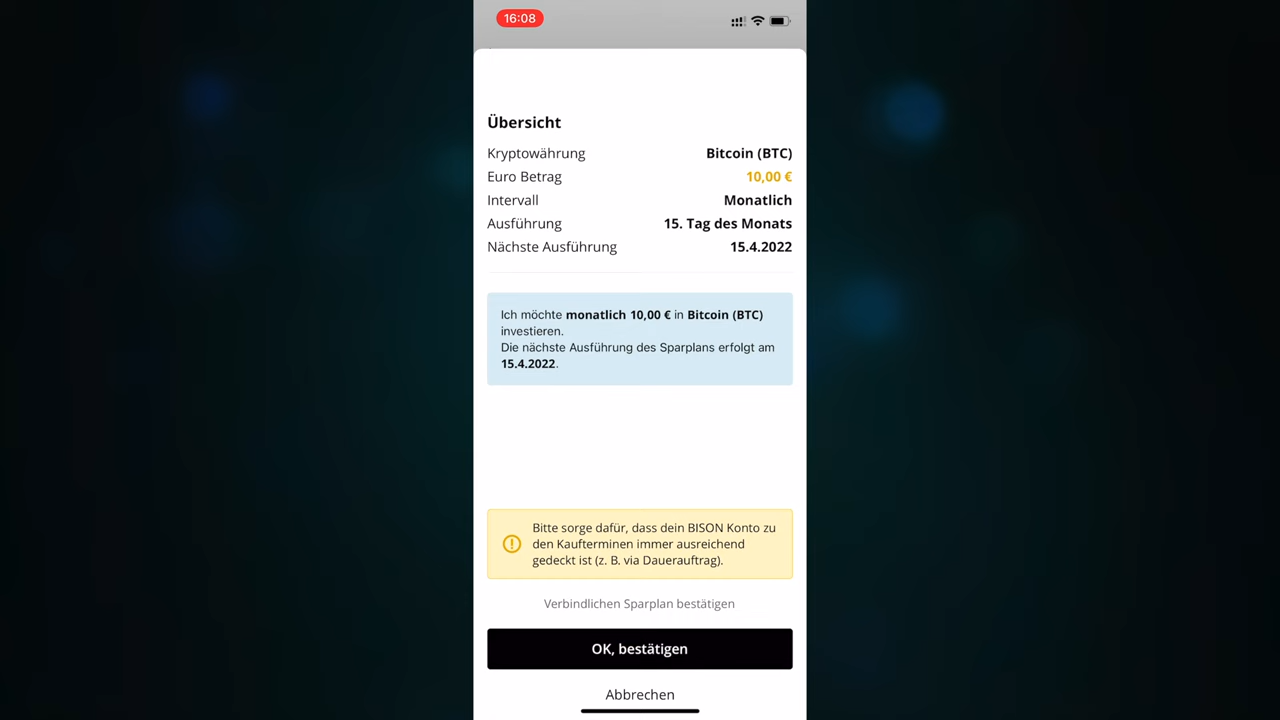 16:08
Übersicht
Kryptowährung Bitcoin (BTC)
Euro Betrag 10,00 €
Intervall Monatlich
Ausführung 15. Tag des Monats
Nächste Ausführung 15.4.2022
Ich möchte monatlich 10,00 € in Bitcoin (BTC)
investieren.
Die nächste Ausführung des Sparplans erfolgt am
15.4.2022.
Bitte sorge dafür, dass dein BISON Konto zu
den Kaufterminen immer ausreichend
gedeckt ist (z. B. via Dauerauftrag).
Verbindlichen Sparplan bestätigen
OK, bestätigen
Abbrechen